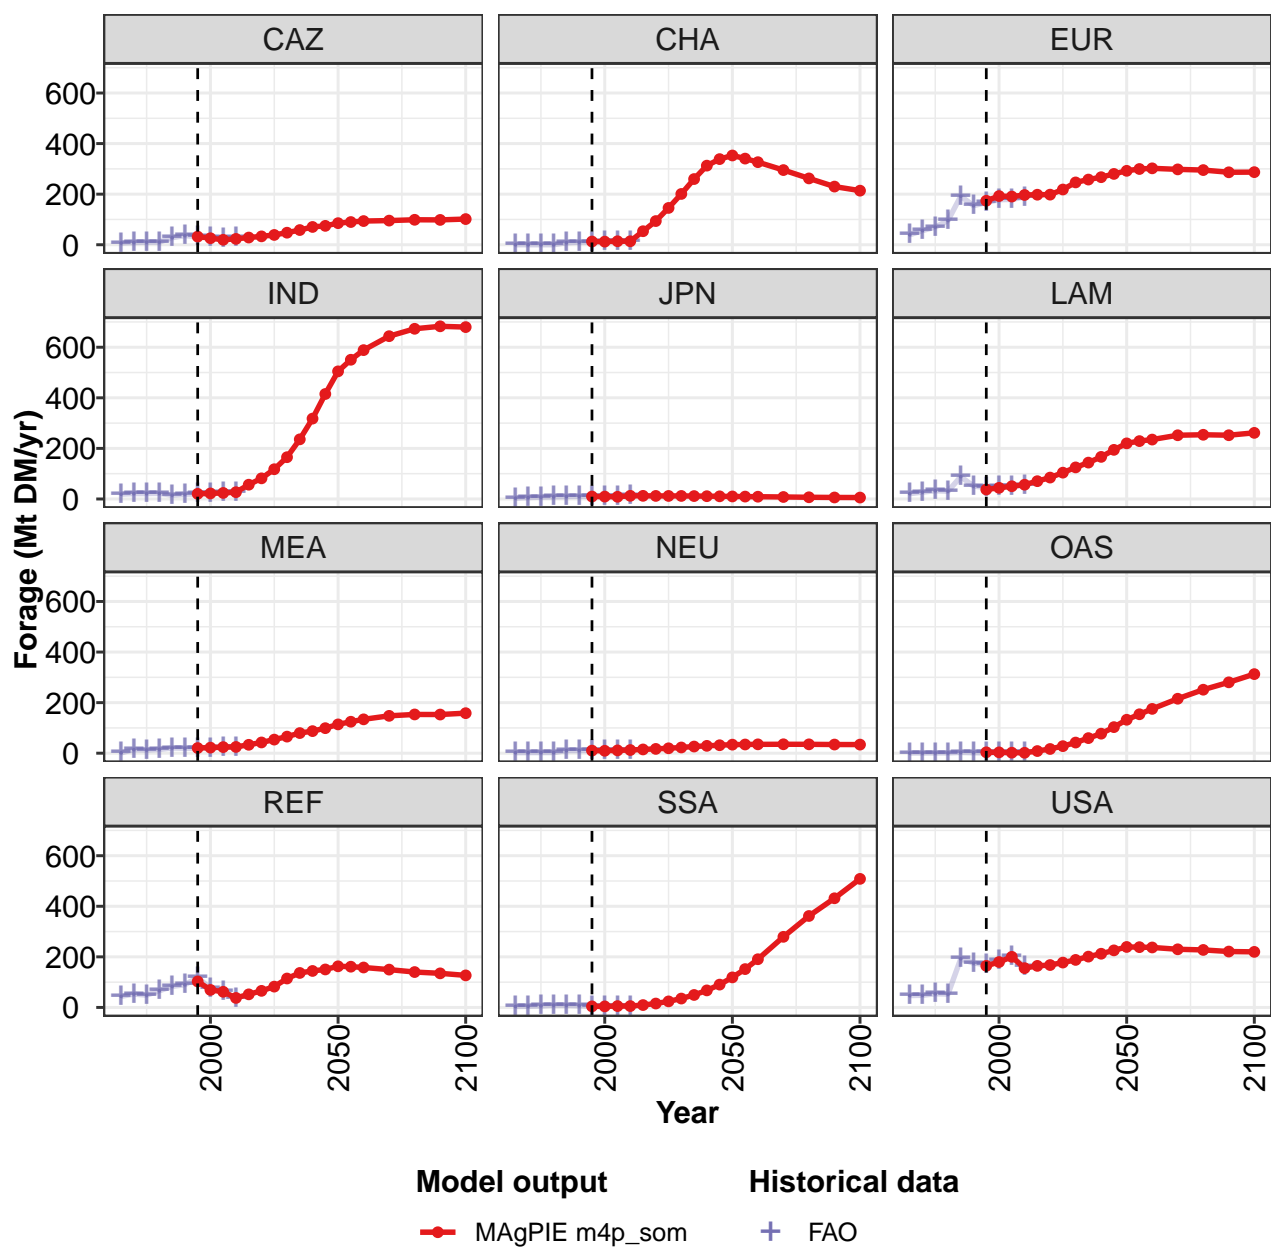 CAZ
CHA
EUR
600
400
200
0
IND
JPN
LAM
600
400
200
0
MEA
NEU
OAS
600
400
200
0
REF
SSA
USA
600
400
200
0
Forage (Mt DM/yr)
2000
2050
2100
2000
2050
2100
2000
2050
2100
Year
Model output
Historical data
MAgPIE m4p_som
FAO